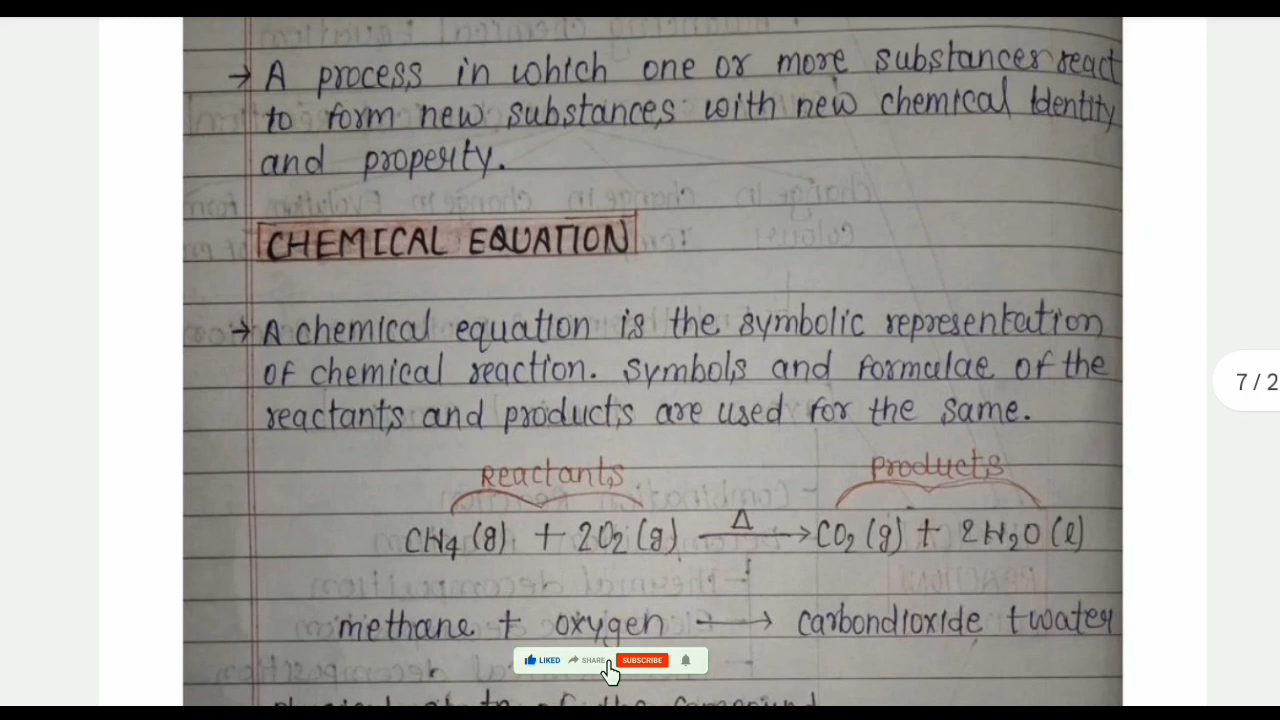 → A process in which one or more substances react
to form new substances with new chemical Identity
and property.
CHEMICAL EQUATION
→ A chemical equation is the symbolic representation
of chemical reaction. Symbols and formulae of the
reactants and products are used for the same.
Reactants
Products
CH4 (g) + 2O2 (g) Δ→ CO2 (g) + 2H2O (l)
methane + oxygen → carbondioxide + water
LIKED SHARE SUBSCRIBE
7 / 2